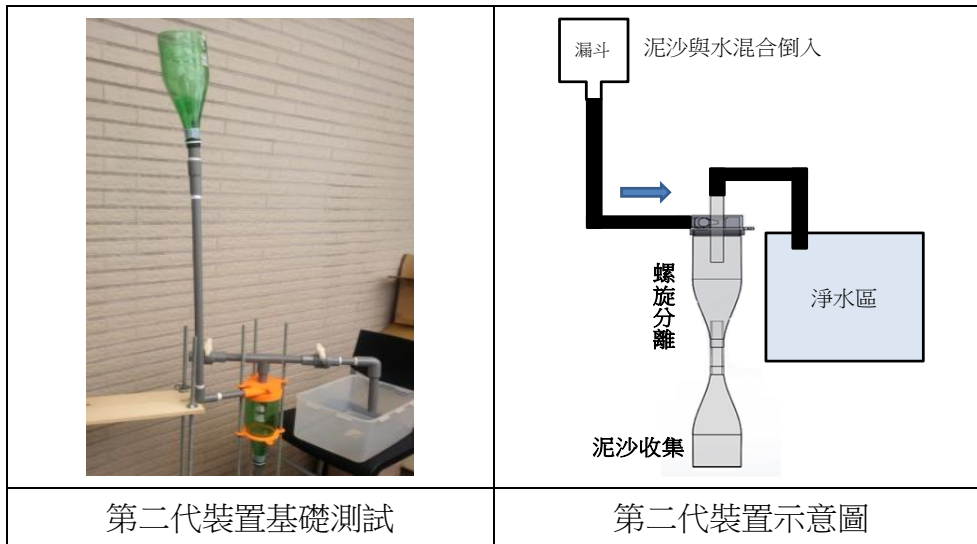 漏斗
泥沙與水混合倒入
螺旋分離
淨水區
泥沙收集
第二代裝置基礎測試
第二代裝置示意圖